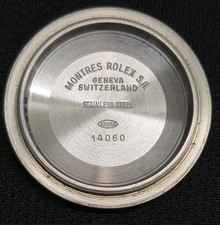 MONTRES ROLEX S.A.
GENEVA
SWITZERLAND
STAINLESS STEEL
14060